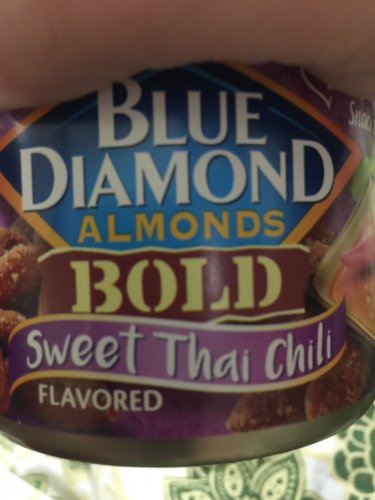 BLUE
DIAMOND
ALMONDS
BOLD
Sweet Thai Chili
FLAVORED